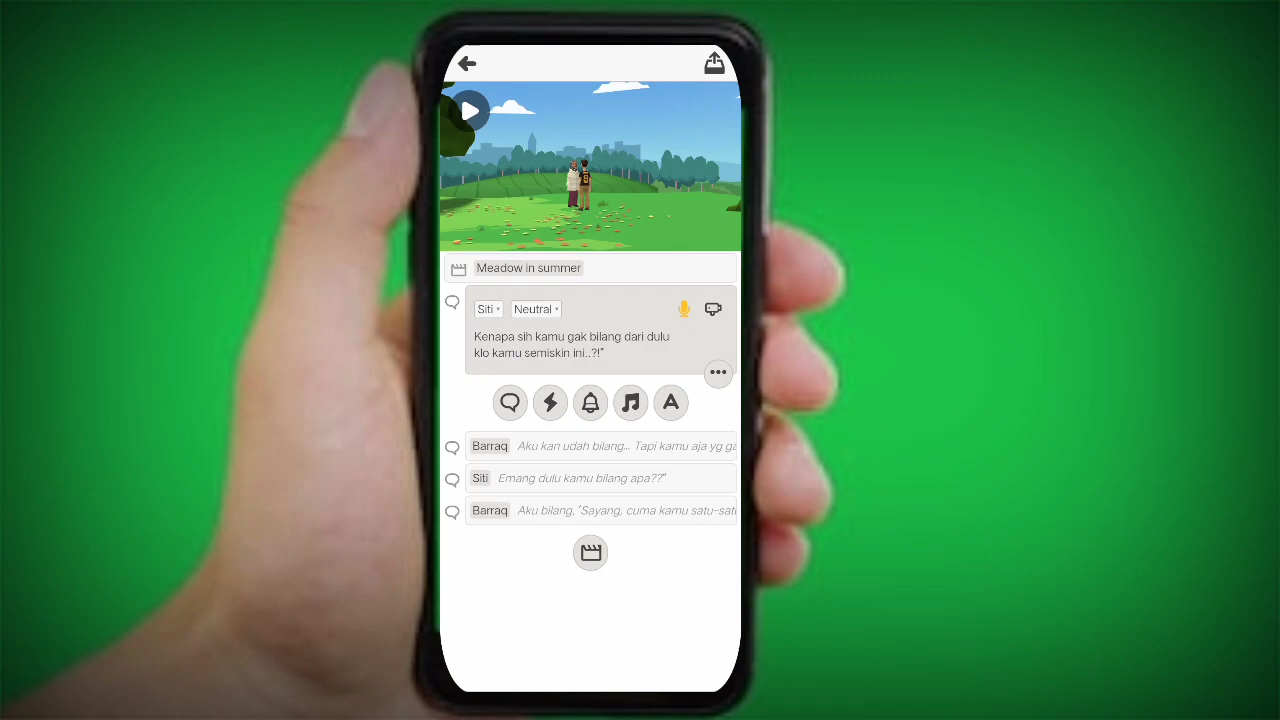 Meadow in summer
Siti Neutral
Kenapa sih kamu gak bilang dari dulu
klo kamu semiskin ini..?!"
Barraq Aku kan udah bilang... Tapi kamu aja yg
Siti Emang dulu kamu bilang apa??"
Barraq Aku bilang, "Sayang, cuma kamu